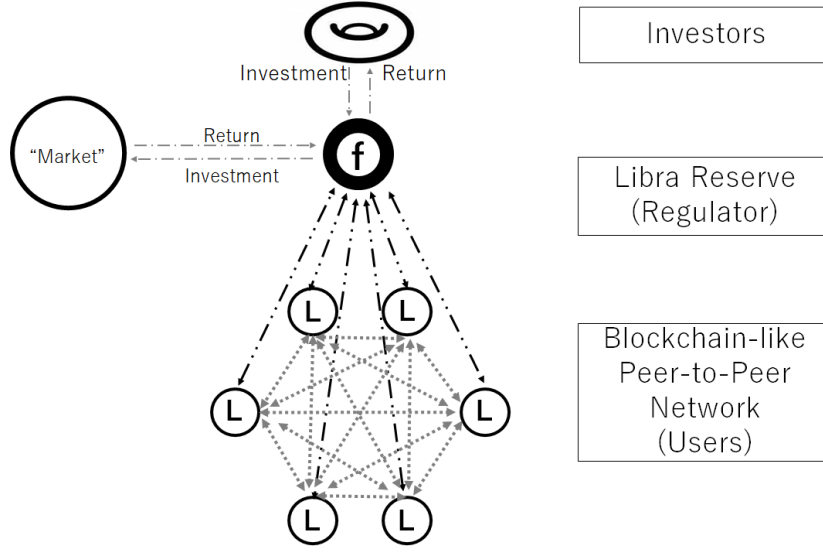 Investors
Investment
Return
"Market"
Return
Investment
f
Libra Reserve
(Regulator)
L
L
L
L
L
L
Blockchain-like
Peer-to-Peer
Network
(Users)